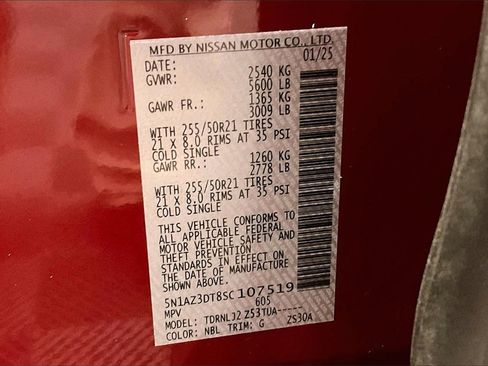 MFD BY NISSAN MOTOR CO., LTD.
DATE: 01/25
GVWR: 2540 KG
5600 LB
GAWR FR.: 1365 KG
3009 LB
WITH 255/50R21 TIRES
21 X 8.0 RIMS AT 35 PSI
COLD SINGLE
GAWR RR.: 1260 KG
2778 LB
WITH 255/50R21 TIRES
21 X 8.0 RIMS AT 35 PSI
COLD SINGLE
THIS VEHICLE CONFORMS TO
ALL APPLICABLE FEDERAL
MOTOR VEHICLE SAFETY AND
THEFT PREVENTION
STANDARDS IN EFFECT ON
THE DATE OF MANUFACTURE
SHOWN ABOVE.
5N1AZ3DT8SC107519
MPV 605
MODEL: TDRNLJ2 Z53TUA-----
COLOR: NBL TRIM: G ZS30A